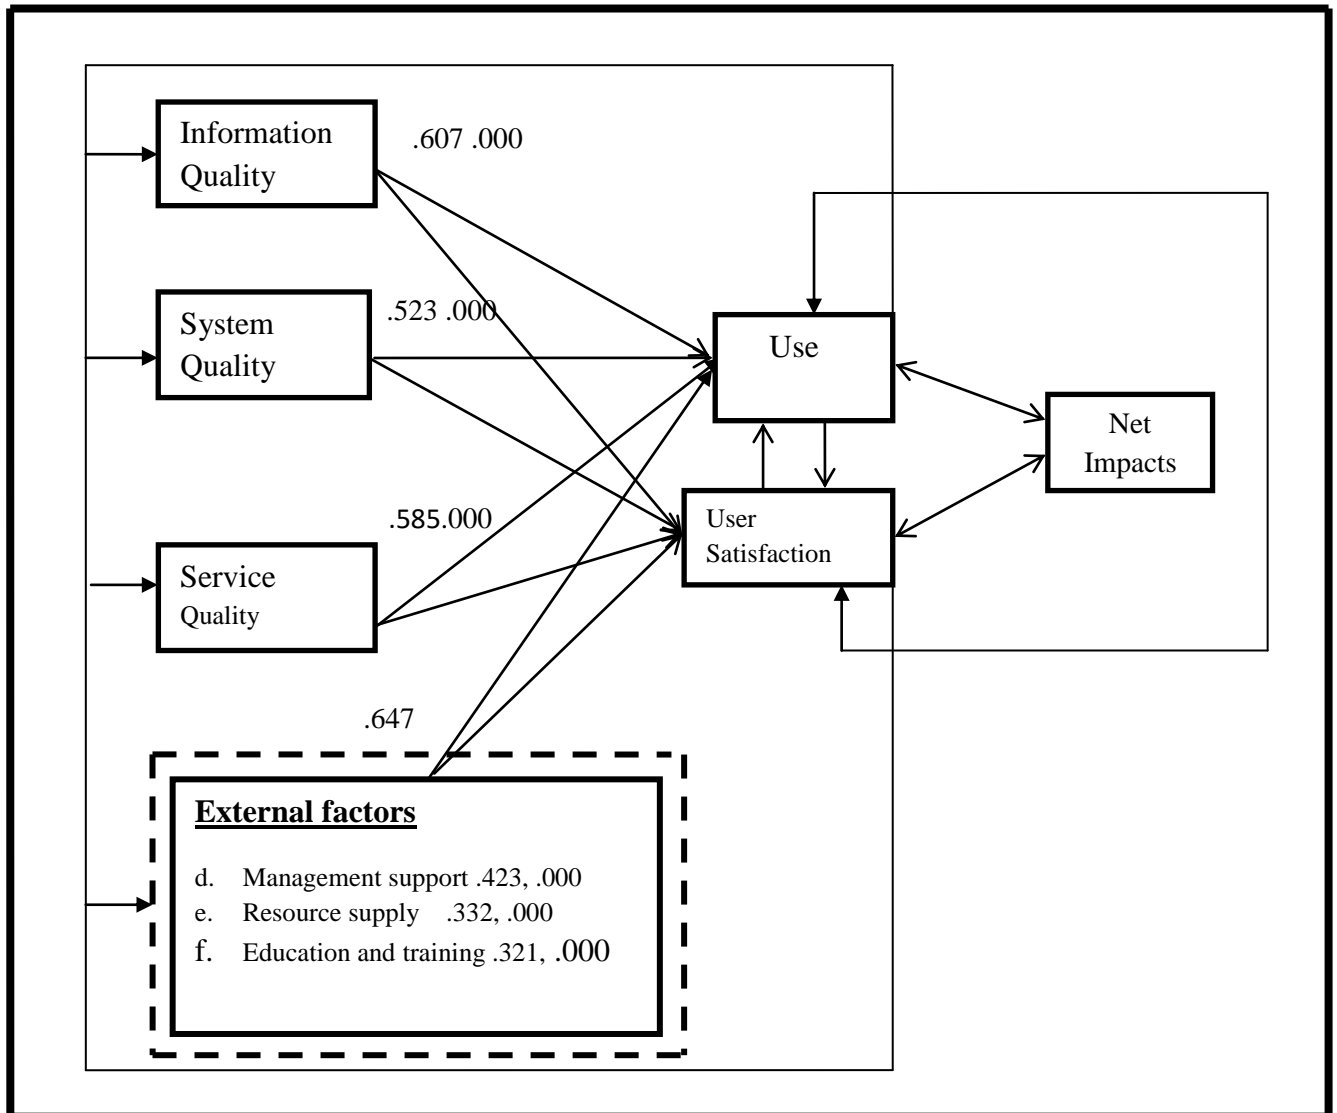 Information
Quality
.607 .000
System
Quality
.523 .000
Use
Net
Impacts
User
Satisfaction
.585.000
Service
Quality
.647
External factors
d. Management support .423, .000
e. Resource supply .332, .000
f. Education and training .321, .000